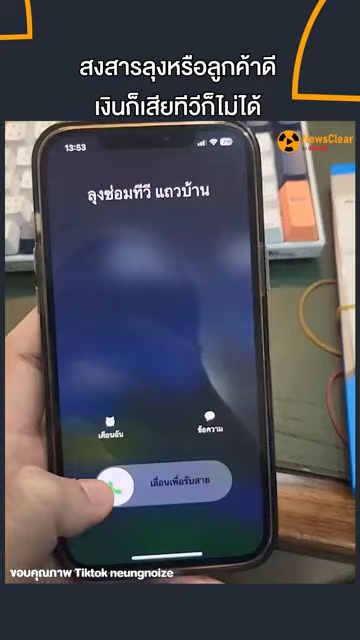 สงสารลุงหรือลูกค้าดี
เงินก็เสียทีวีก็ไม่ได้
NewsClear
13:53
ลุงซ่อมทีวี แถวบ้าน
เตือนฉัน
ข้อความ
เลื่อนเพื่อรับสาย
ขอบคุณภาพ Tiktok neungnoize